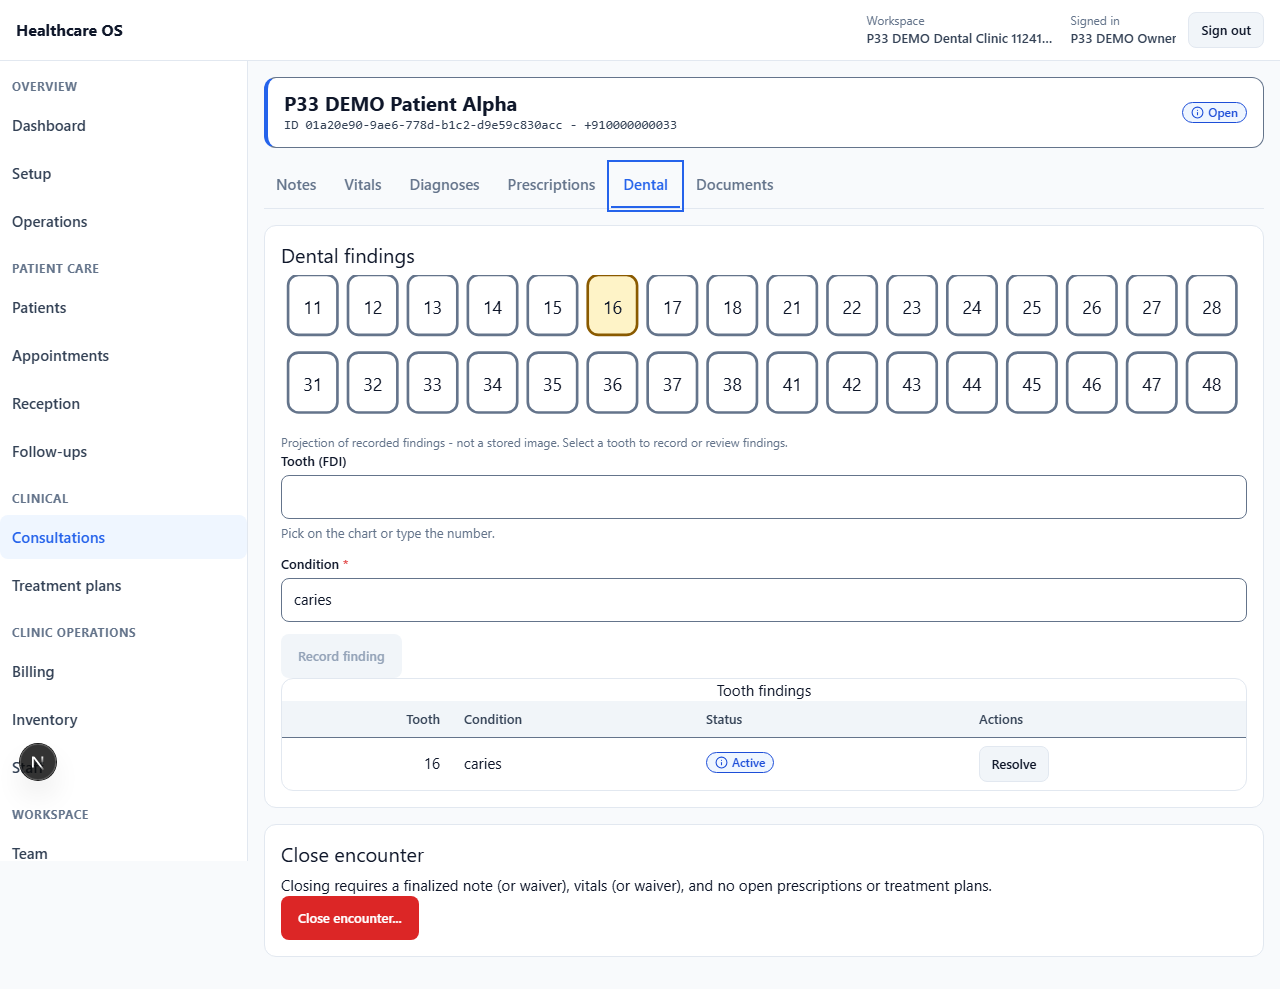 Healthcare OS
Workspace
P33 DEMO Dental Clinic 11241...
Signed in
P33 DEMO Owner
Sign out
OVERVIEW
Dashboard
Setup
Operations
PATIENT CARE
Patients
Appointments
Reception
Follow-ups
CLINICAL
Consultations
Treatment plans
CLINIC OPERATIONS
Billing
Inventory
N
WORKSPACE
Team
P33 DEMO Patient Alpha
ID 01a20e90-9ae6-778d-b1c2-d9e59c830acc - +910000000033
Open
Notes Vitals Diagnoses Prescriptions Dental Documents
Dental findings
11 12 13 14 15 16 17 18 21 22 23 24 25 26 27 28
31 32 33 34 35 36 37 38 41 42 43 44 45 46 47 48
Projection of recorded findings - not a stored image. Select a tooth to record or review findings.
Tooth (FDI)
Pick on the chart or type the number.
Condition *
caries
Record finding
Tooth findings
Tooth Condition Status Actions
16 caries Active Resolve
Close encounter
Closing requires a finalized note (or waiver), vitals (or waiver), and no open prescriptions or treatment plans.
Close encounter...